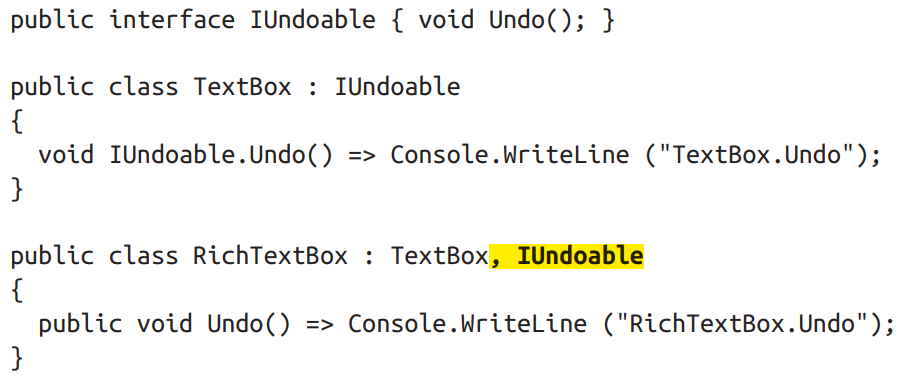 public interface IUndoable { void Undo(); }
public class TextBox : IUndoable
{
  void IUndoable.Undo() => Console.WriteLine ("TextBox.Undo");
}
public class RichTextBox : TextBox, IUndoable
{
  public void Undo() => Console.WriteLine ("RichTextBox.Undo");
}